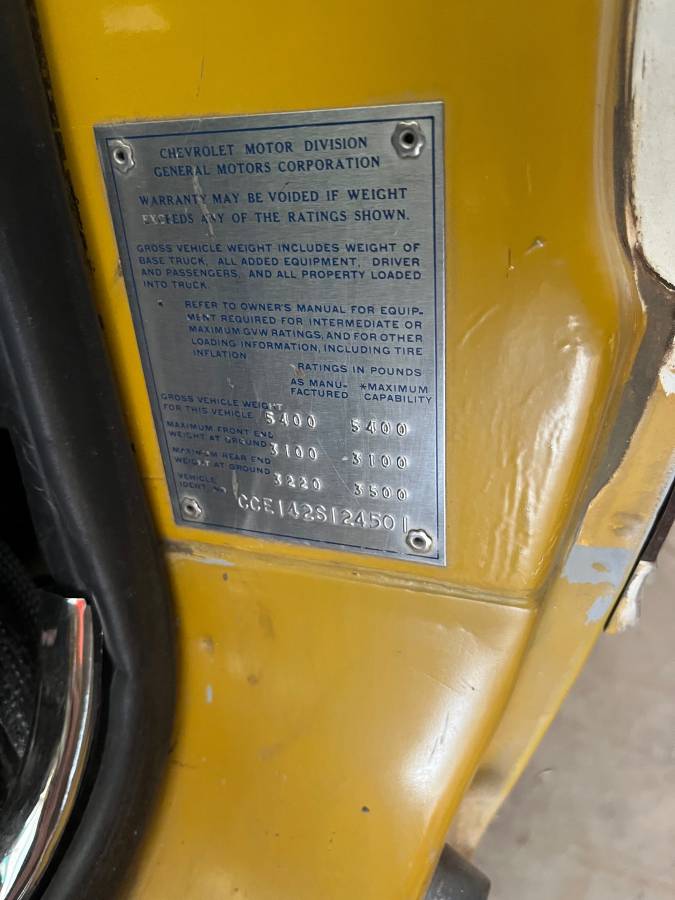 CHEVROLET MOTOR DIVISION
GENERAL MOTORS CORPORATION
WARRANTY MAY BE VOIDED IF WEIGHT
EXCEEDS ANY OF THE RATINGS SHOWN.
GROSS VEHICLE WEIGHT INCLUDES WEIGHT OF
BASE TRUCK, ALL ADDED EQUIPMENT, DRIVER
AND PASSENGERS, AND ALL PROPERTY LOADED
INTO TRUCK.
REFER TO OWNER'S MANUAL FOR EQUIP-
MENT REQUIRED FOR INTERMEDIATE OR
MAXIMUM GVW RATINGS, AND FOR OTHER
LOADING INFORMATION, INCLUDING TIRE
INFLATION
RATINGS IN POUNDS
AS MANU- *MAXIMUM
FACTURED CAPABILITY
GROSS VEHICLE WEIGHT
FOR THIS VEHICLE 5400 5400
MAXIMUM FRONT END
WEIGHT AT GROUND 3100 3100
MAXIMUM REAR END
WEIGHT AT GROUND 3220 3500
VEHICLE
IDENT. NO. CCE142S124501